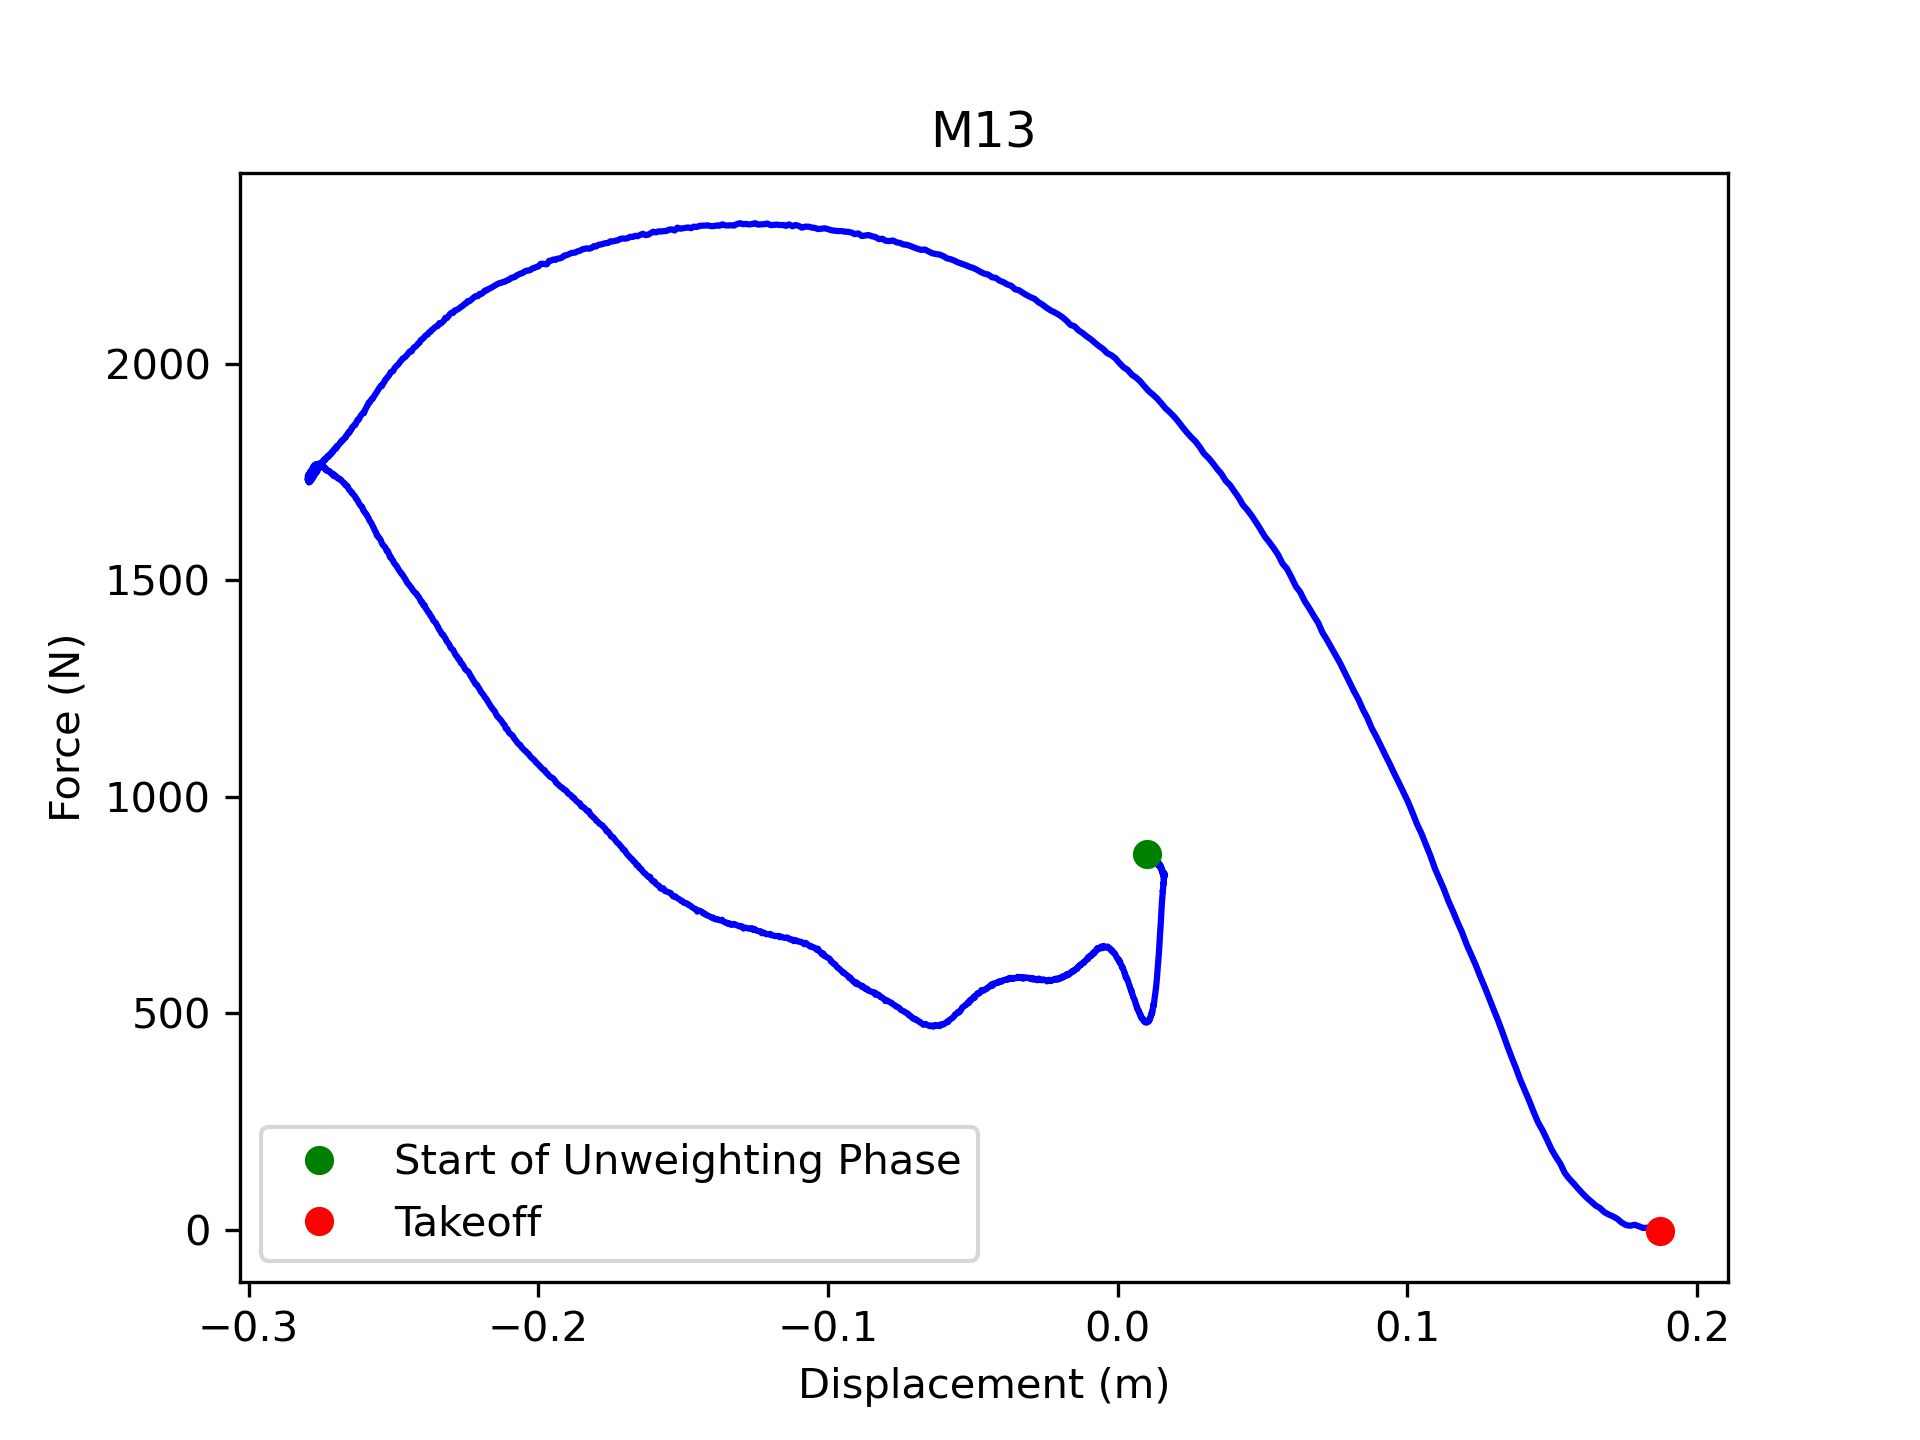 M13
Force (N)
2000
1500
1000
500
0
−0.3
−0.2
−0.1
0.0
0.1
0.2
Displacement (m)
Start of Unweighting Phase
Takeoff